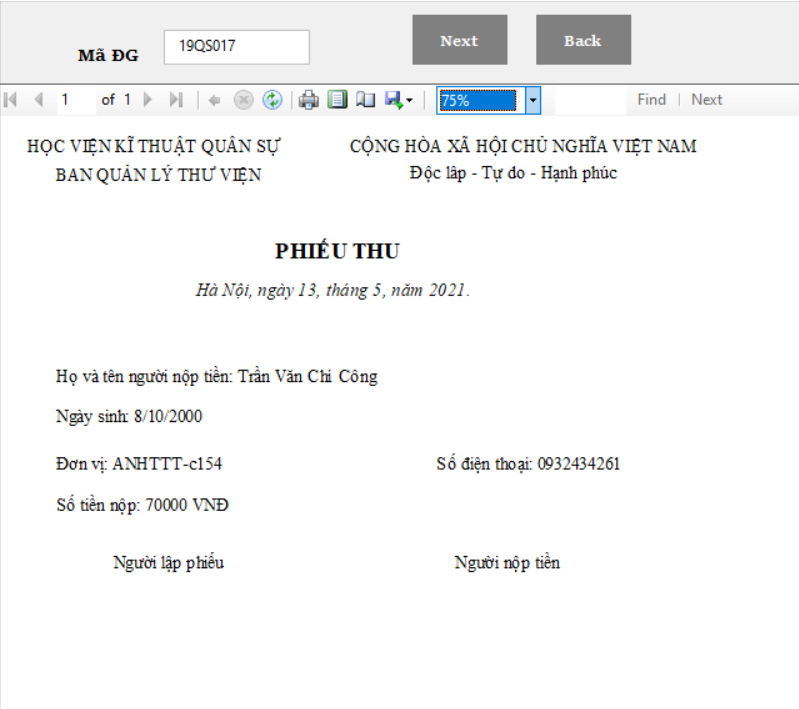 Mã ĐG 19QS017 Next Back
1 of 1 75% Find | Next
HỌC VIỆN KĨ THUẬT QUÂN SỰ CỘNG HÒA XÃ HỘI CHỦ NGHĨA VIỆT NAM
BAN QUẢN LÝ THƯ VIỆN Độc lâp - Tự do - Hạnh phúc
PHIẾU THU
Hà Nội, ngày 13, tháng 5, năm 2021.
Họ và tên người nộp tiền: Trần Văn Chi Công
Ngày sinh: 8/10/2000
Đơn vị: ANHTTT-c154 Số điện thoại: 0932434261
Số tiền nộp: 70000 VNĐ
Người lập phiếu Người nộp tiền